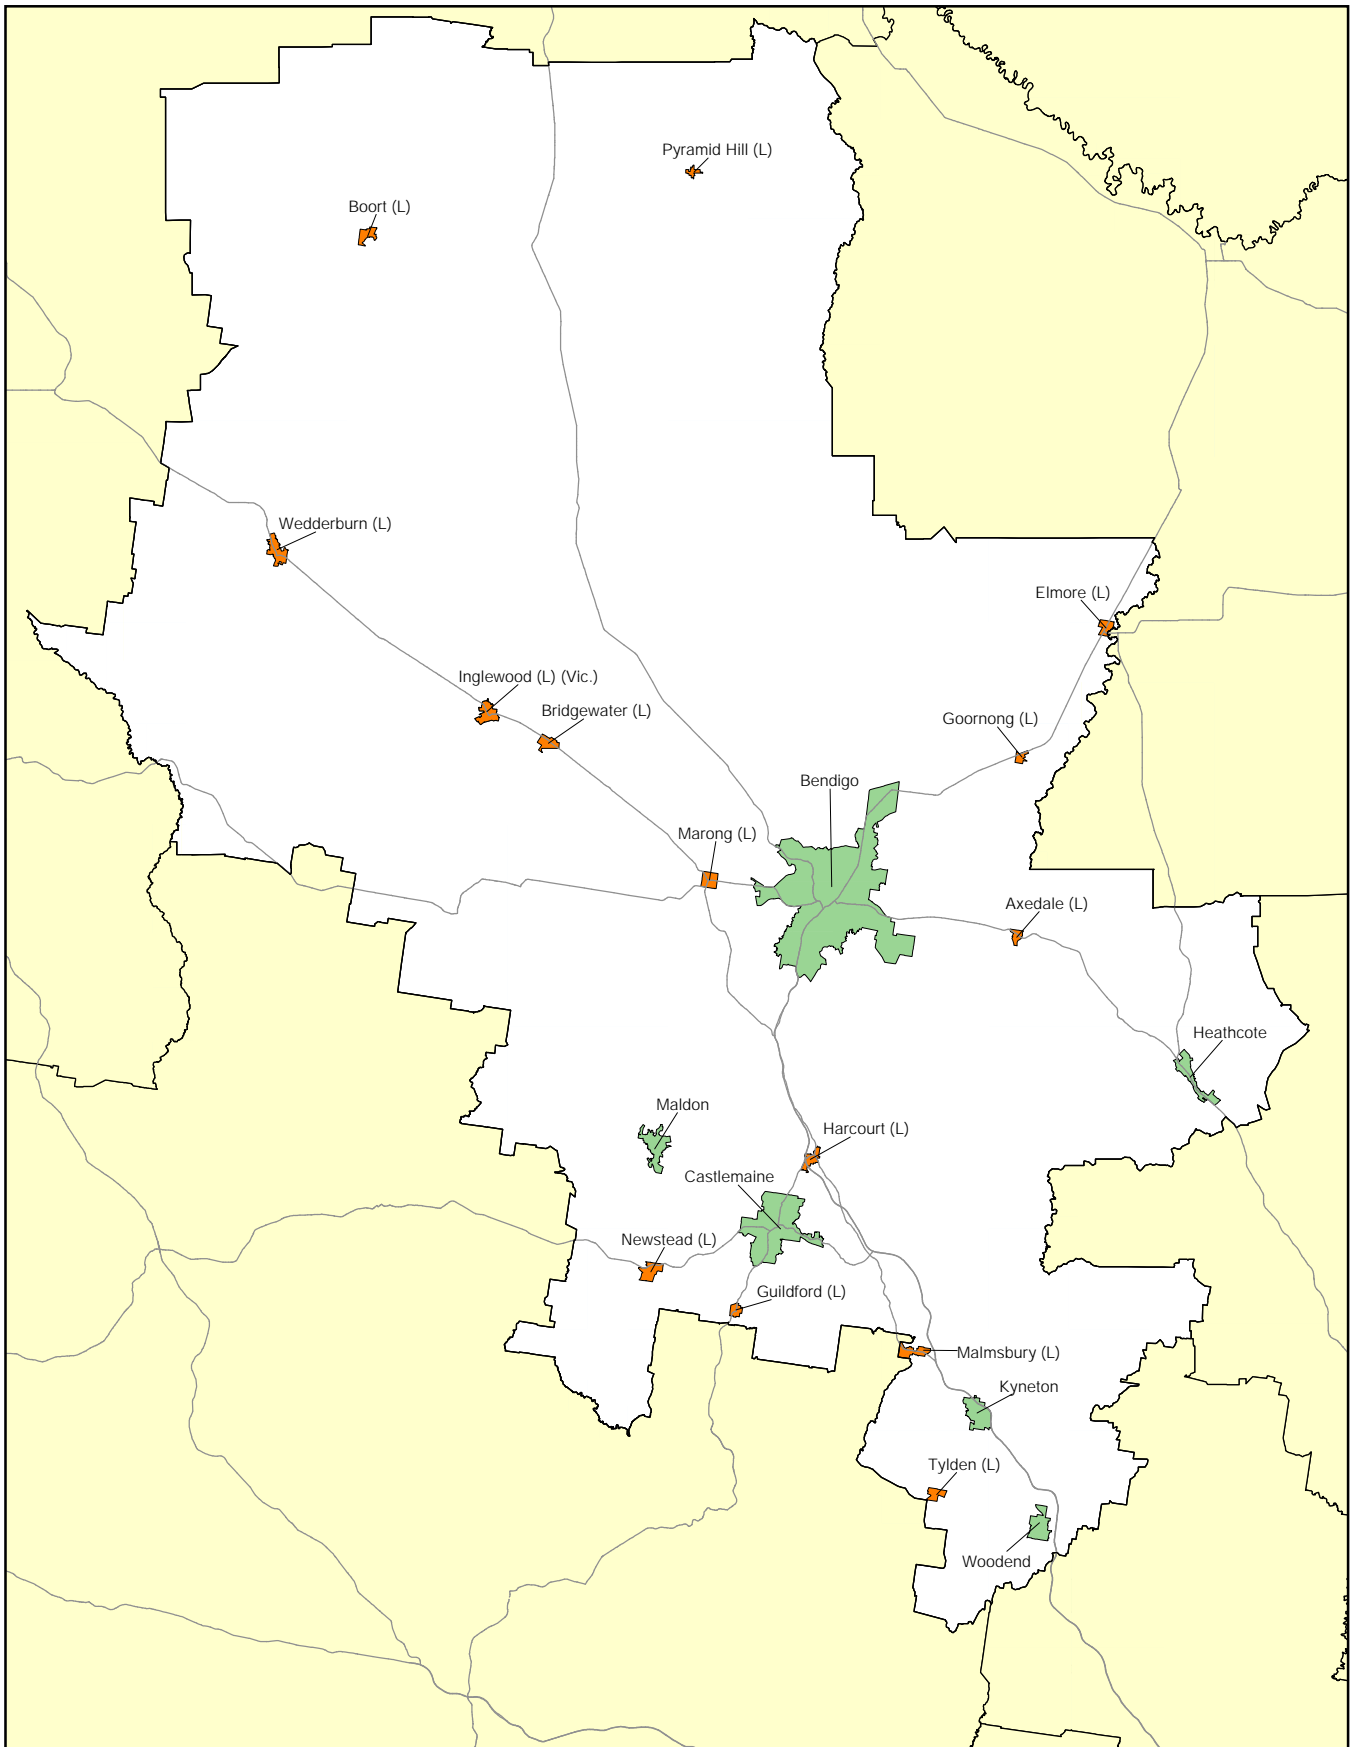 Pyramid Hill (L)
Boort (L)
Wedderburn (L)
Elmore (L)
Inglewood (L) (Vic.)
Bridgewater (L)
Goornong (L)
Bendigo
Marong (L)
Axedale (L)
Heathcote
Maldon
Harcourt (L)
Castlemaine
Newstead (L)
Guildford (L)
Malmsbury (L)
Kyneton
Tylden (L)
Woodend